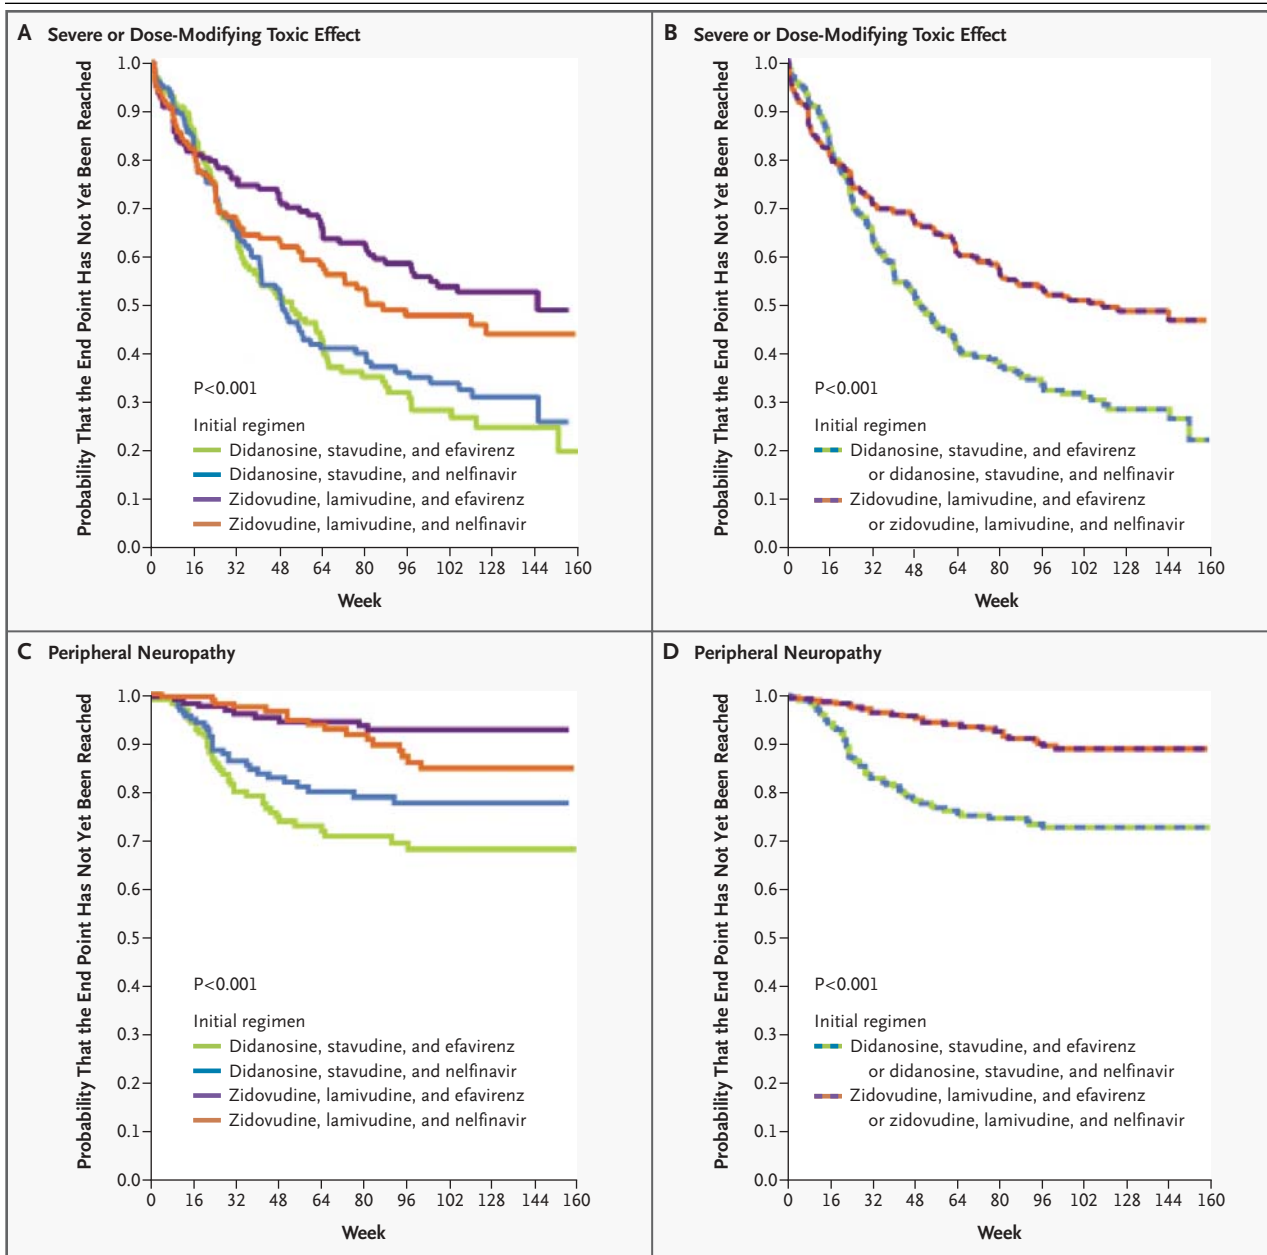 A Severe or Dose-Modifying Toxic Effect
Probability That the End Point Has Not Yet Been Reached
1.0
0.9
0.8
0.7
0.6
0.5
0.4
0.3
0.2
0.1
0.0
P<0.001
Initial regimen
Didanosine, stavudine, and efavirenz
Didanosine, stavudine, and nelfinavir
Zidovudine, lamivudine, and efavirenz
Zidovudine, lamivudine, and nelfinavir
0 16 32 48 64 80 96 102 128 144 160
Week
B Severe or Dose-Modifying Toxic Effect
Probability That the End Point Has Not Yet Been Reached
1.0
0.9
0.8
0.7
0.6
0.5
0.4
0.3
0.2
0.1
0.0
P<0.001
Initial regimen
Didanosine, stavudine, and efavirenz
or didanosine, stavudine, and nelfinavir
Zidovudine, lamivudine, and efavirenz
or zidovudine, lamivudine, and nelfinavir
0 16 32 48 64 80 96 102 128 144 160
Week
C Peripheral Neuropathy
Probability That the End Point Has Not Yet Been Reached
1.0
0.9
0.8
0.7
0.6
0.5
0.4
0.3
0.2
0.1
0.0
P<0.001
Initial regimen
Didanosine, stavudine, and efavirenz
Didanosine, stavudine, and nelfinavir
Zidovudine, lamivudine, and efavirenz
Zidovudine, lamivudine, and nelfinavir
0 16 32 48 64 80 96 102 128 144 160
Week
D Peripheral Neuropathy
Probability That the End Point Has Not Yet Been Reached
1.0
0.9
0.8
0.7
0.6
0.5
0.4
0.3
0.2
0.1
0.0
P<0.001
Initial regimen
Didanosine, stavudine, and efavirenz
or didanosine, stavudine, and nelfinavir
Zidovudine, lamivudine, and efavirenz
or zidovudine, lamivudine, and nelfinavir
0 16 32 48 64 80 96 102 128 144 160
Week